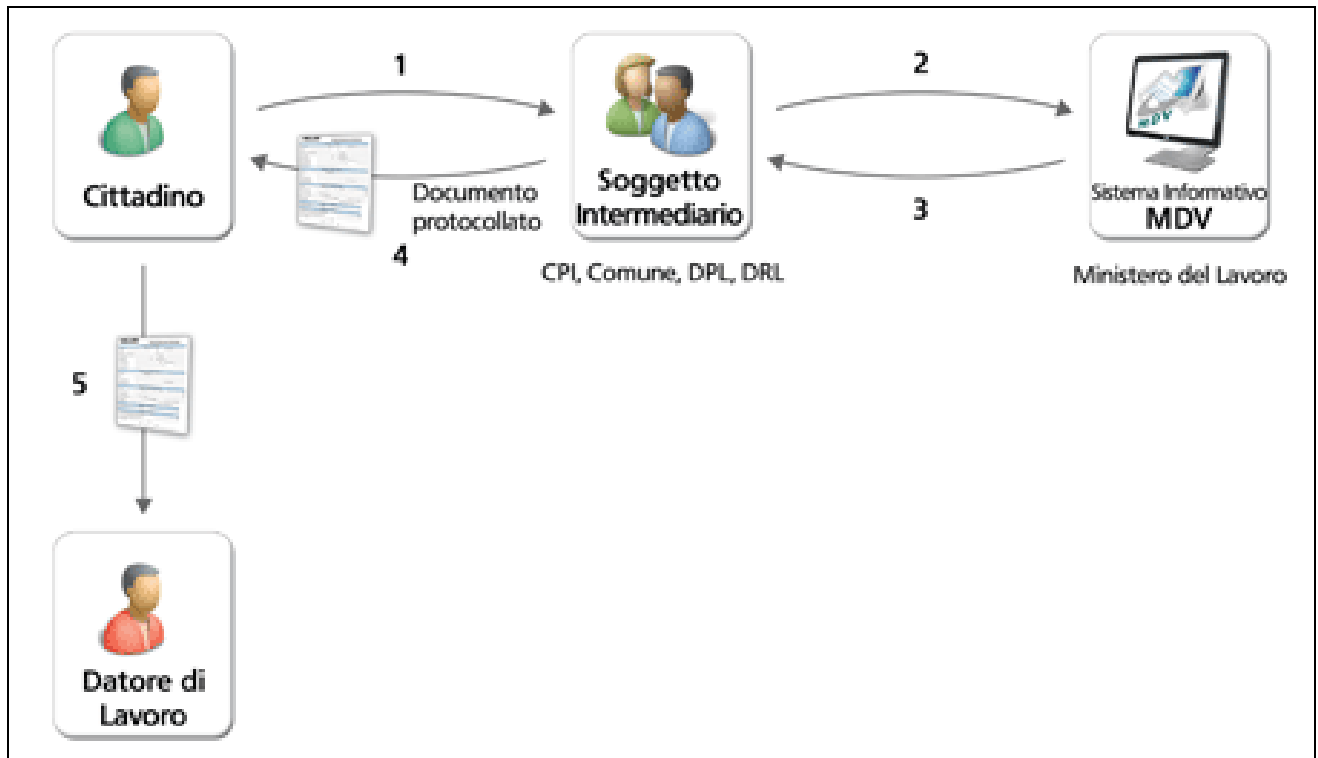 1
2
Cittadino
Documento
protocollato
4
Soggetto
Intermediario
CPI, Comune, DPL, DRL
3
MDV
Sistema Informativo
MDV
Ministero del Lavoro
5
Datore di
Lavoro